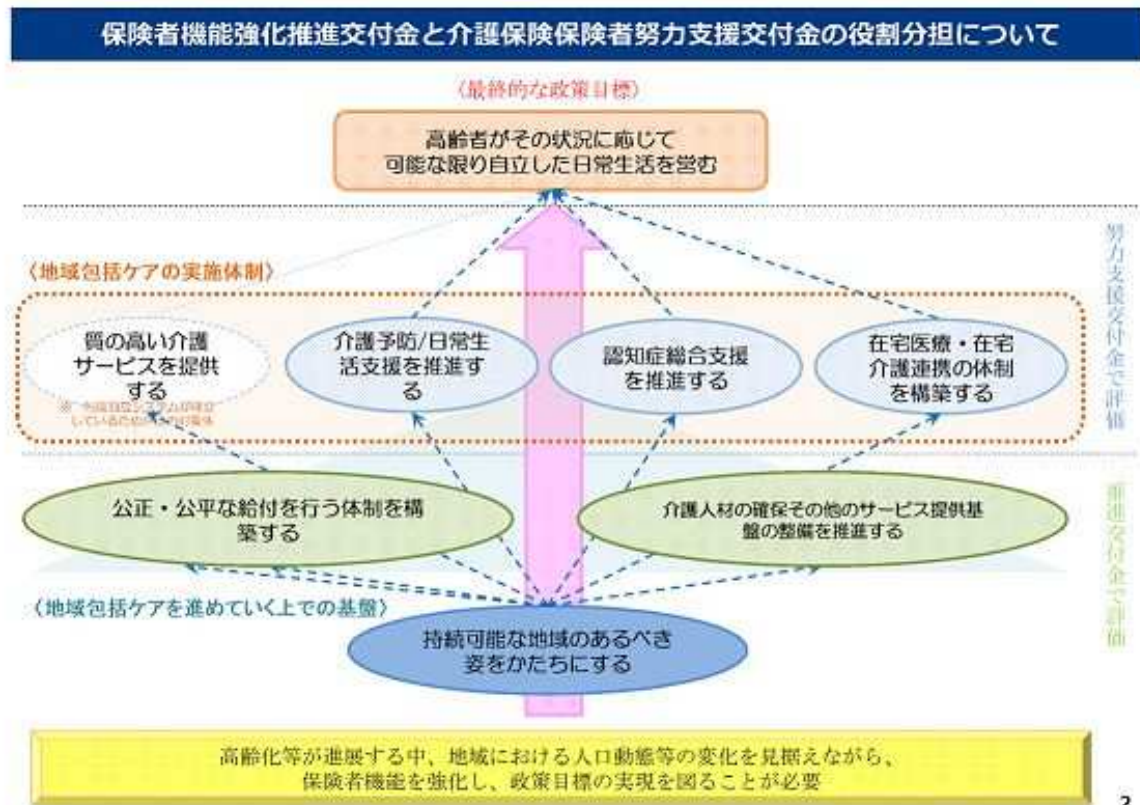 保険者機能強化推進交付金と介護保険保険者努力支援交付金の役割分担について
〈最終的な政策目標〉
高齢者がその状況に応じて
可能な限り自立した日常生活を営む
努力支援交付金で評価
〈地域包括ケアの実施体制〉
質の高い介護
サービスを提供
する
しているため
介護予防/日常生
活支援を推進す
る
認知症総合支援
を推進する
在宅医療・在宅
介護連携の体制
を構築する
公正・公平な給付を行う体制を構
築する
介護人材の確保その他のサービス提供基
盤の整備を推進する
推進交付金で評価
〈地域包括ケアを進めていく上での基盤〉
持続可能な地域のあるべき
姿をかたちにする
高齢化等が進展する中、地域における人口動態等の変化を見据えながら、
保険者機能を強化し、政策目標の実現を図ることが必要
2